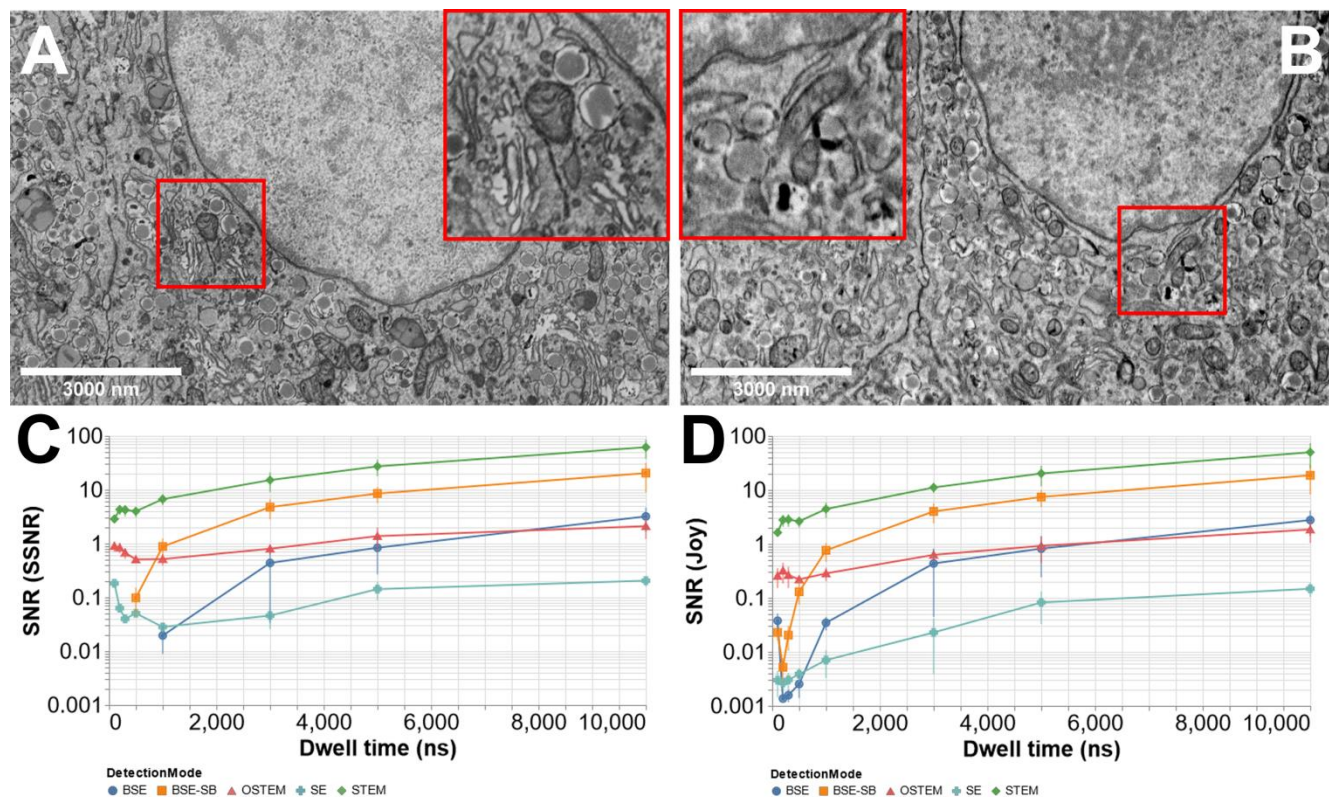 A
B
3000 nm
3000 nm
C
D
SNR (SSNR)
100
10
1
0.1
0.01
0.001
0
2,000
4,000
6,000
8,000
10,000
Dwell time (ns)
DetectionMode
BSE
BSE-SB
OSTEM
SE
STEM
SNR (Joy)
100
10
1
0.1
0.01
0.001
0
2,000
4,000
6,000
8,000
10,000
Dwell time (ns)
DetectionMode
BSE
BSE-SB
OSTEM
SE
STEM